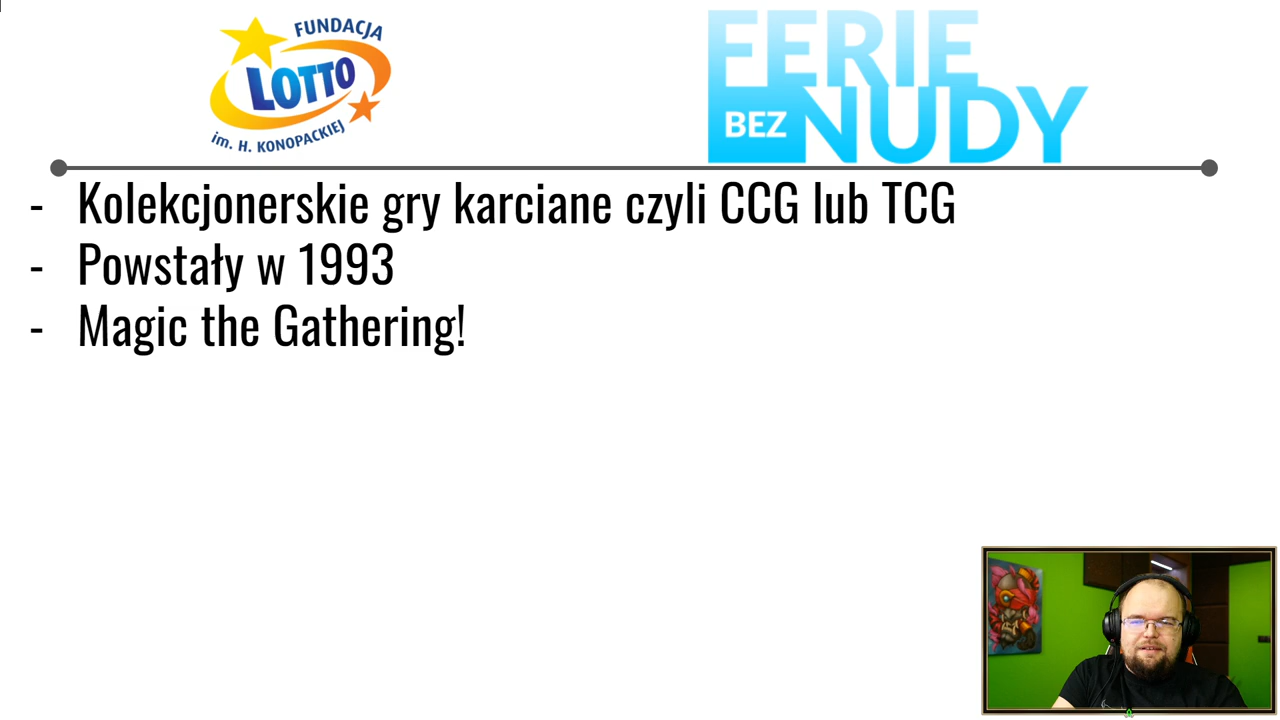 FUNDACJA
LOTTO
im. H. KONOPACKIEJ
FERIE
BEZ NUDY
- Kolekcjonerskie gry karciane czyli CCG lub TCG
- Powstały w 1993
- Magic the Gathering!